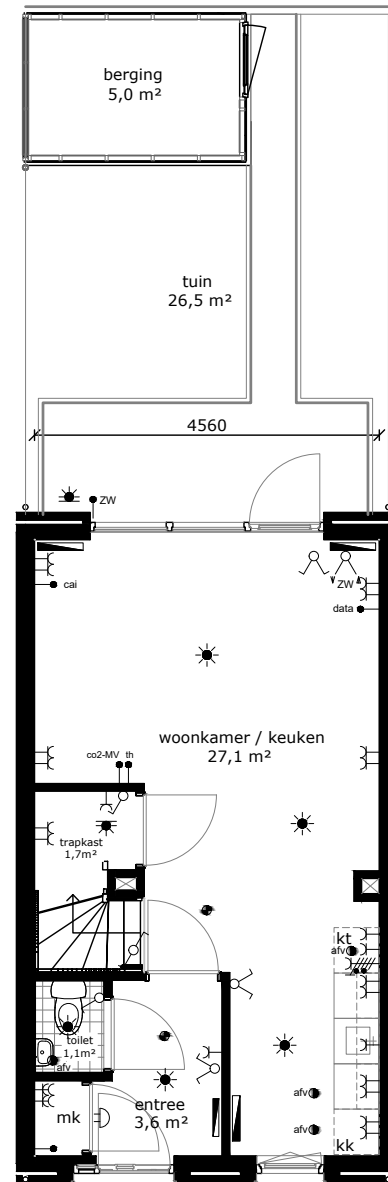 berging
5,0 m²
tuin
26,5 m²
4560
ZW
cai
ZW
data
woonkamer / keuken
27,1 m²
co2-MV th
trapkast
1,7m²
kt
afv
toilet
1,1m²
afv
mk
entree
3,6 m²
afv
afv
kk